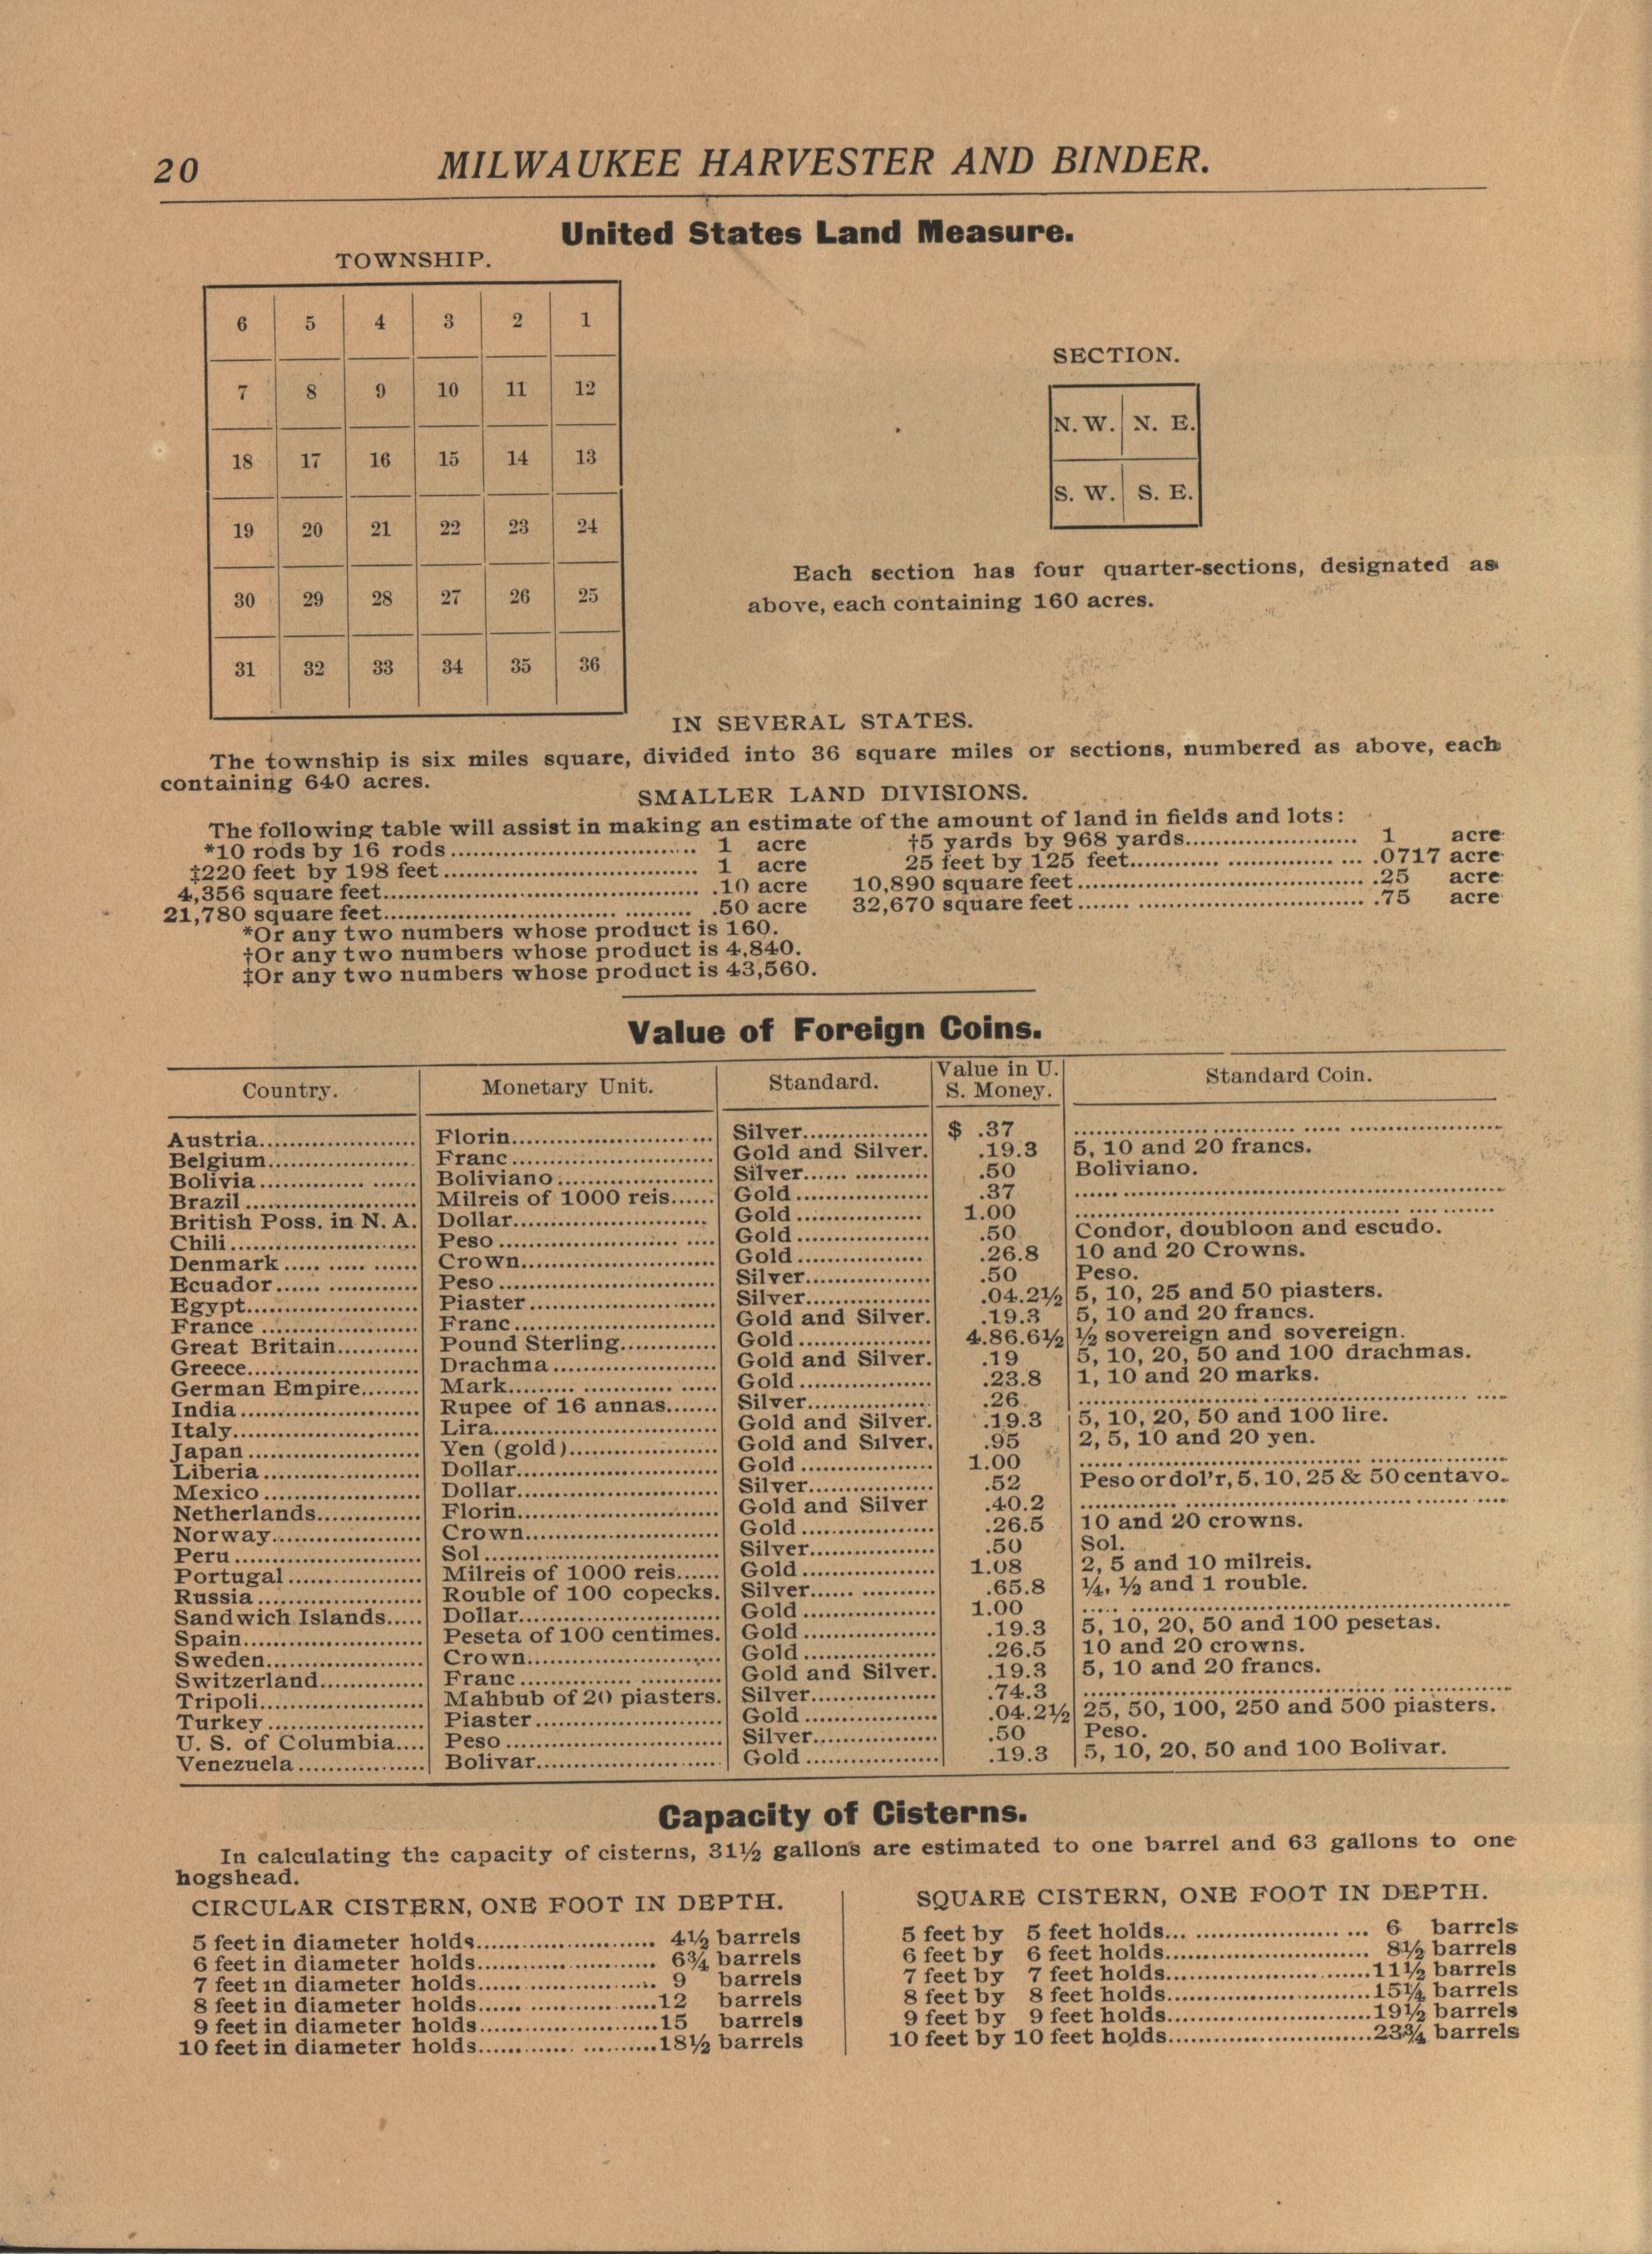 20
MILWAUKEE HARVESTER AND BINDER.
United States Land Measure.
TOWNSHIP.
6 5 4 3 2 1
7 8 9 10 11 12
18 17 16 15 14 13
19 20 21 22 23 24
30 29 28 27 26 25
31 32 33 34 35 36
SECTION.
N. W. N. E.
S. W. S. E.
Each section has four quarter-sections, designated as
above, each containing 160 acres.
IN SEVERAL STATES.
The township is six miles square, divided into 36 square miles or sections, numbered as above, each
containing 640 acres.
SMALLER LAND DIVISIONS.
The following table will assist in making an estimate of the amount of land in fields and lots:
*10 rods by 16 rods 1 acre †5 yards by 968 yards 1 acre
‡220 feet by 198 feet 1 acre 25 feet by 125 feet .0717 acre
4,356 square feet .10 acre 10,890 square feet .25 acre
21,780 square feet .50 acre 32,670 square feet .75 acre
*Or any two numbers whose product is 160.
†Or any two numbers whose product is 4,840.
‡Or any two numbers whose product is 43,560.
Value of Foreign Coins.
Country. Monetary Unit. Standard. Value in U. S. Money. Standard Coin.
Austria Florin Silver $ .37
Belgium Franc Gold and Silver. .19.3 5, 10 and 20 francs.
Bolivia Boliviano Silver .50 Boliviano.
Brazil Milreis of 1000 reis Gold .37
British Poss. in N. A. Dollar Gold 1.00
Chili Peso Gold .50 Condor, doubloon and escudo.
Denmark Crown Gold .26.8 10 and 20 Crowns.
Ecuador Peso Silver .50 Peso.
Egypt Piaster Silver .04.2½ 5, 10, 25 and 50 piasters.
France Franc Gold and Silver. .19.3 5, 10 and 20 francs.
Great Britain Pound Sterling Gold 4.86.6½ ½ sovereign and sovereign.
Greece Drachma Gold and Silver. .19 5, 10, 20, 50 and 100 drachmas.
German Empire Mark Gold .23.8 1, 10 and 20 marks.
India Rupee of 16 annas Silver .26
Italy Lira Gold and Silver. .19.3 5, 10, 20, 50 and 100 lire.
Japan Yen (gold) Gold and Silver. .95 2, 5, 10 and 20 yen.
Liberia Dollar Gold 1.00
Mexico Dollar Silver .52 Peso or dol'r, 5, 10, 25 & 50 centavo.
Netherlands Florin Gold and Silver .40.2
Norway Crown Gold .26.5 10 and 20 crowns.
Peru Sol Silver .50 Sol.
Portugal Milreis of 1000 reis Gold 1.08 2, 5 and 10 milreis.
Russia Rouble of 100 copecks. Silver .65.8 ¼, ½ and 1 rouble.
Sandwich Islands Dollar Gold 1.00
Spain Peseta of 100 centimes. Gold .19.3 5, 10, 20, 50 and 100 pesetas.
Sweden Crown Gold .26.5 10 and 20 crowns.
Switzerland Franc Gold and Silver. .19.3 5, 10 and 20 francs.
Tripoli Mahbub of 20 piasters. Silver .74.3
Turkey Piaster Gold .04.2½ 25, 50, 100, 250 and 500 piasters.
U. S. of Columbia Peso Silver .50 Peso.
Venezuela Bolivar Gold .19.3 5, 10, 20, 50 and 100 Bolivar.
Capacity of Cisterns.
In calculating the capacity of cisterns, 31½ gallons are estimated to one barrel and 63 gallons to one
hogshead.
CIRCULAR CISTERN, ONE FOOT IN DEPTH.
5 feet in diameter holds 4½ barrels
6 feet in diameter holds 6¾ barrels
7 feet in diameter holds 9 barrels
8 feet in diameter holds 12 barrels
9 feet in diameter holds 15 barrels
10 feet in diameter holds 18½ barrels
SQUARE CISTERN, ONE FOOT IN DEPTH.
5 feet by 5 feet holds 6 barrels
6 feet by 6 feet holds 8½ barrels
7 feet by 7 feet holds 11½ barrels
8 feet by 8 feet holds 15¼ barrels
9 feet by 9 feet holds 19½ barrels
10 feet by 10 feet holds 23¾ barrels